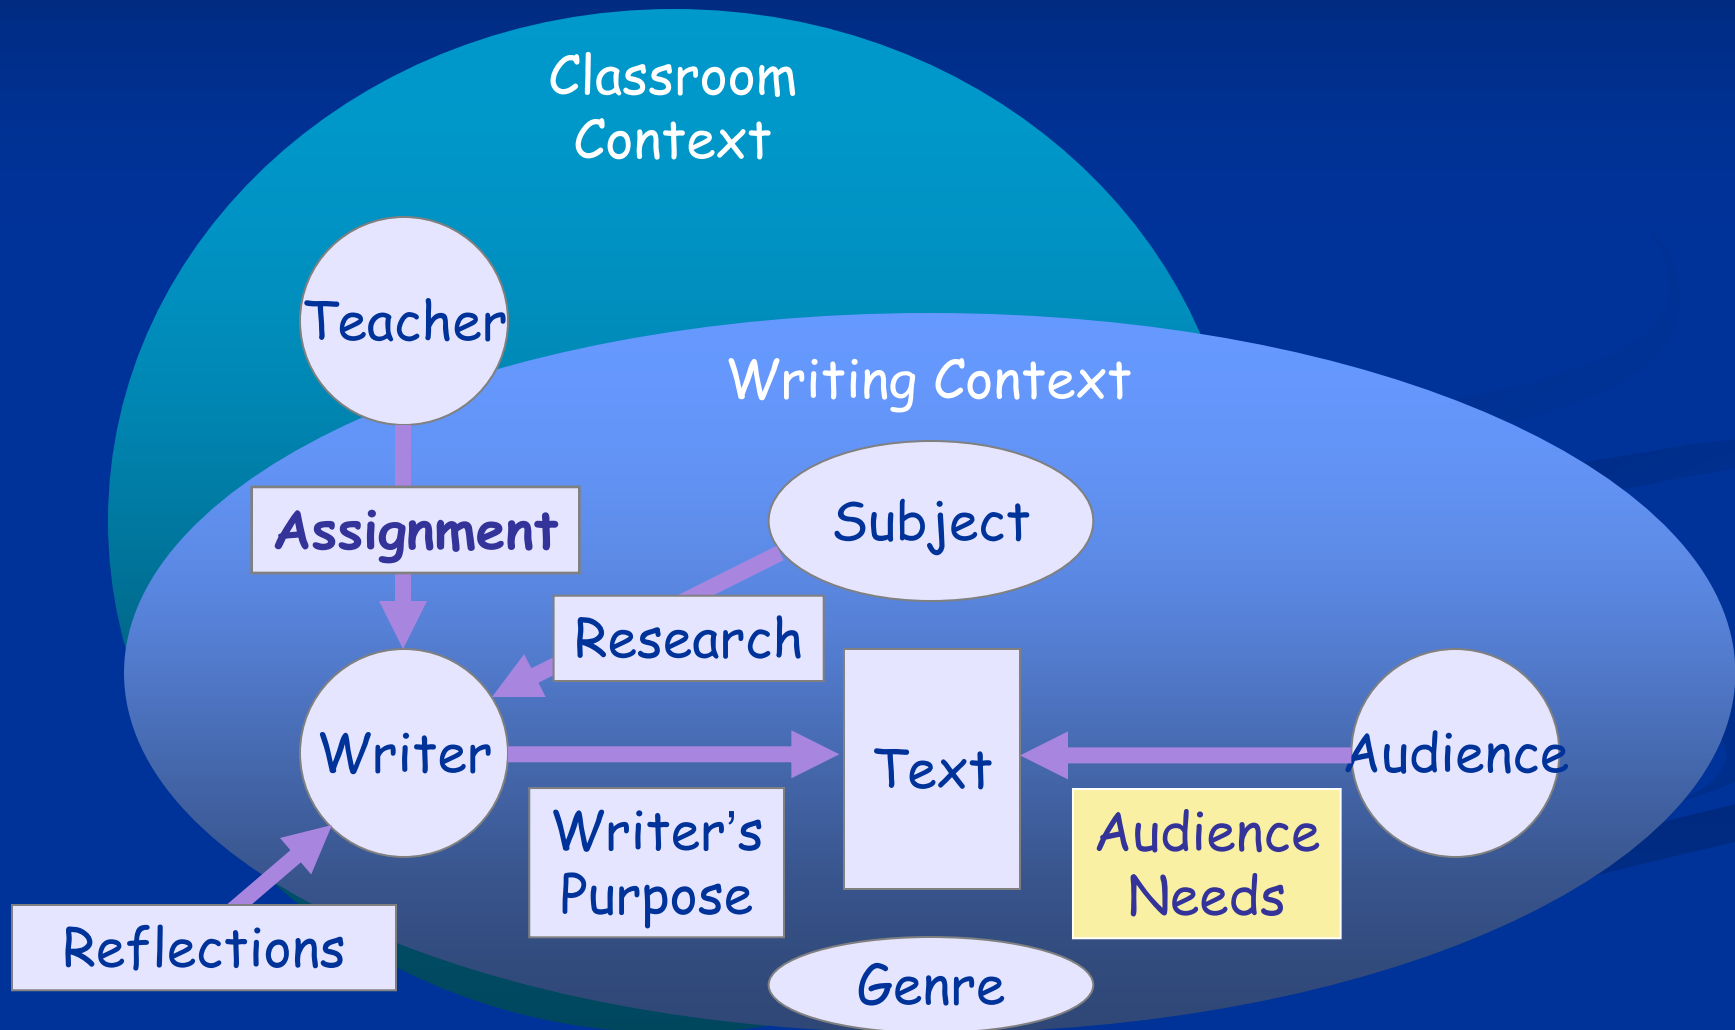 Classroom
Context
Teacher
Writing Context
Assignment
Subject
Research
Writer
Text
Audience
Writer’s
Purpose
Audience
Needs
Reflections
Genre